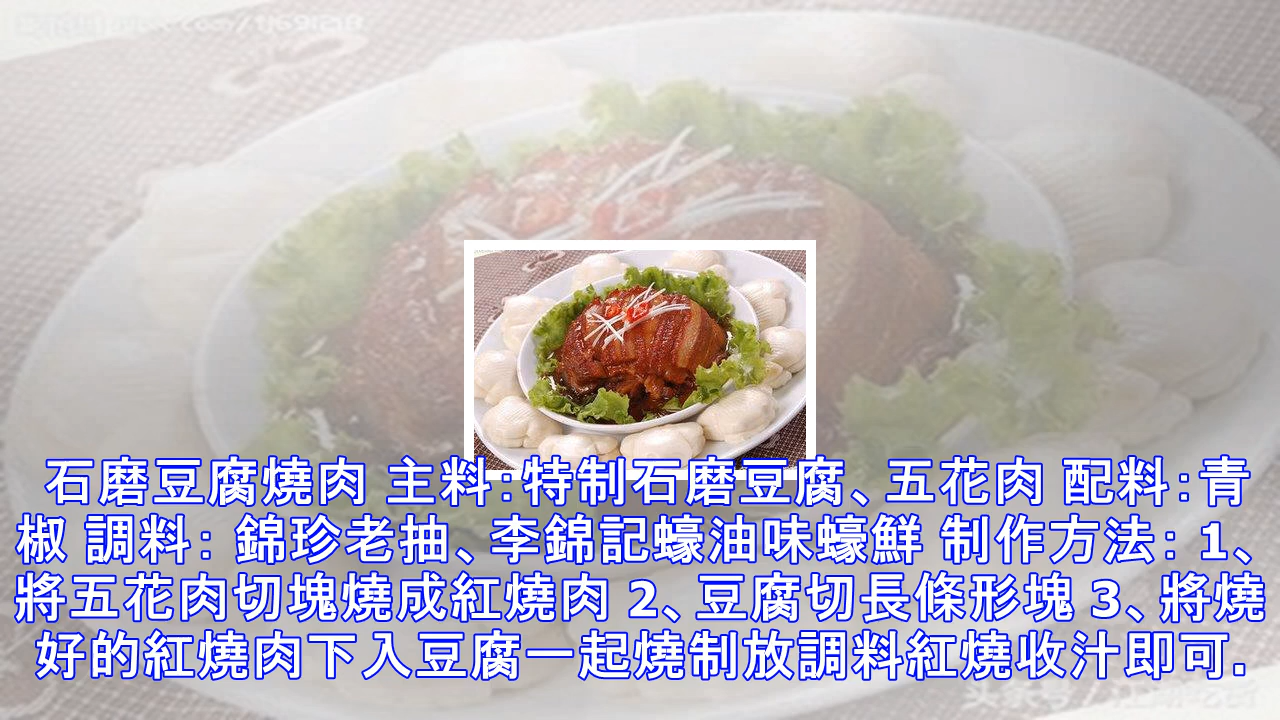 石磨豆腐燒肉 主料:特制石磨豆腐、五花肉 配料:青
椒 調料: 錦珍老抽、李錦記蠔油味蠔鮮 制作方法: 1、
將五花肉切塊燒成紅燒肉 2、豆腐切長條形塊 3、將燒
好的紅燒肉下入豆腐一起燒制放調料紅燒收汁即可.